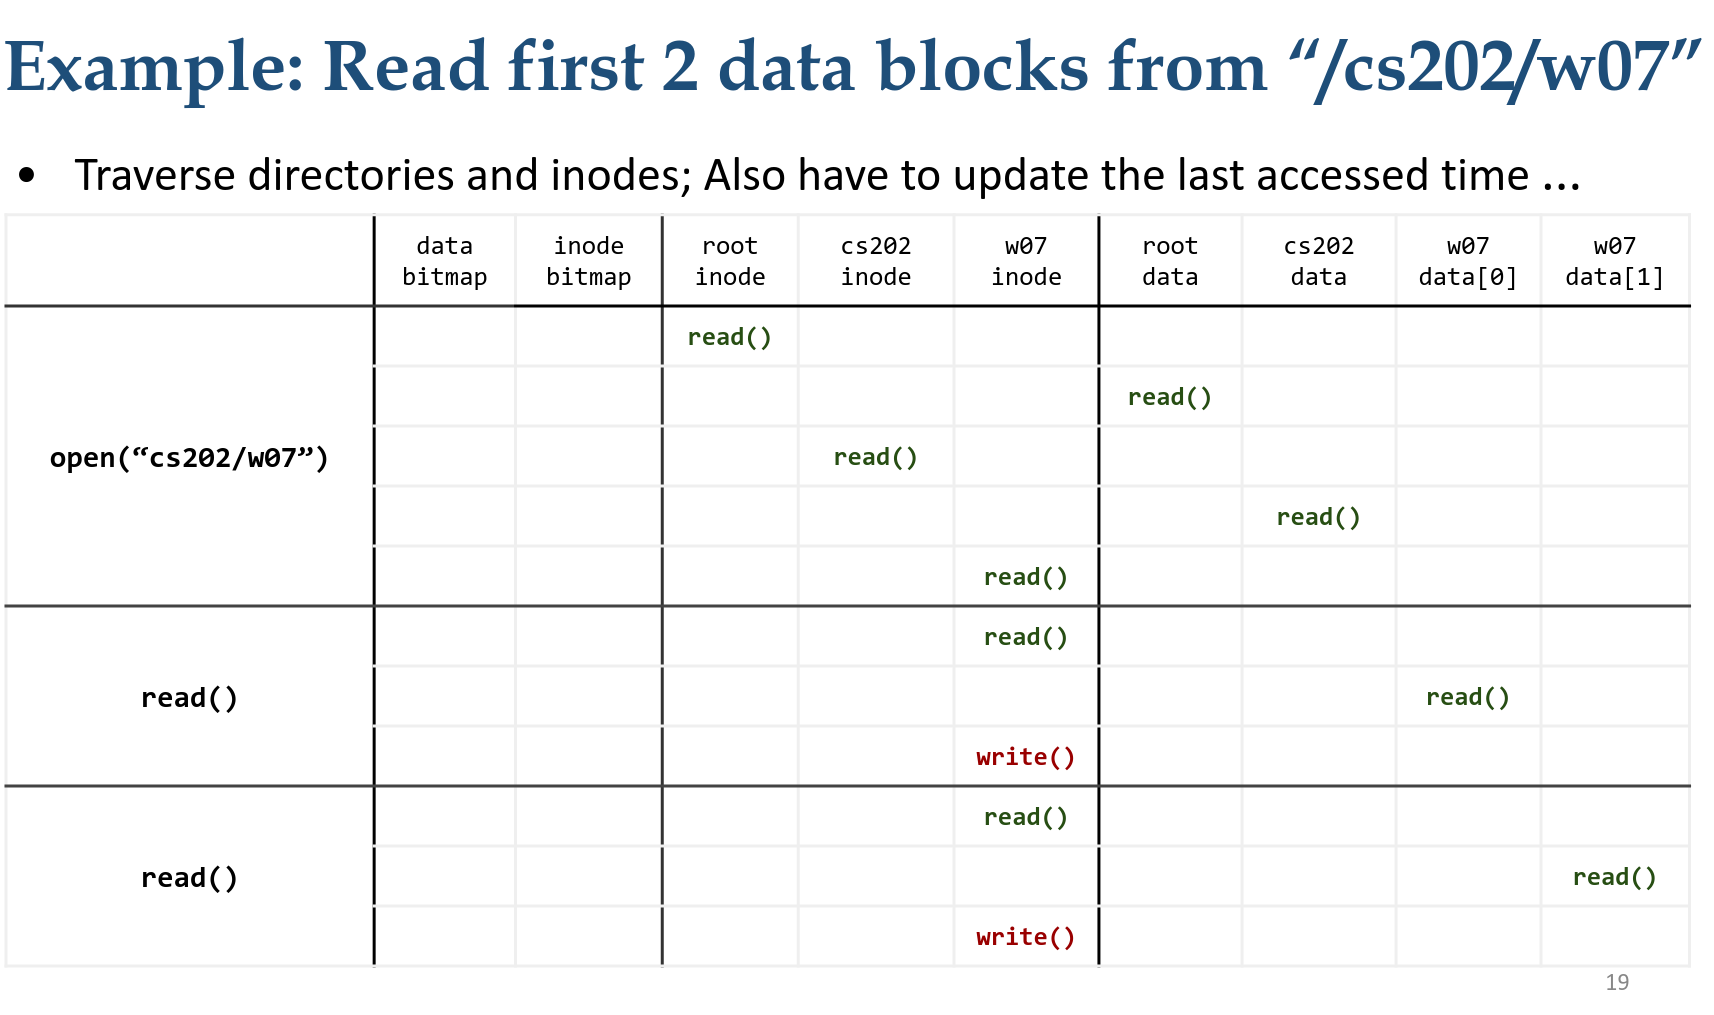 Example: Read first 2 data blocks from “/cs202/w07”
• Traverse directories and inodes; Also have to update the last accessed time ...
data bitmap inode bitmap root inode cs202 inode w07 inode root data cs202 data w07 data[0] w07 data[1]
read()
read()
open(“cs202/w07”) read()
read()
read()
read()
read() read()
write()
read()
read() read()
write()
19